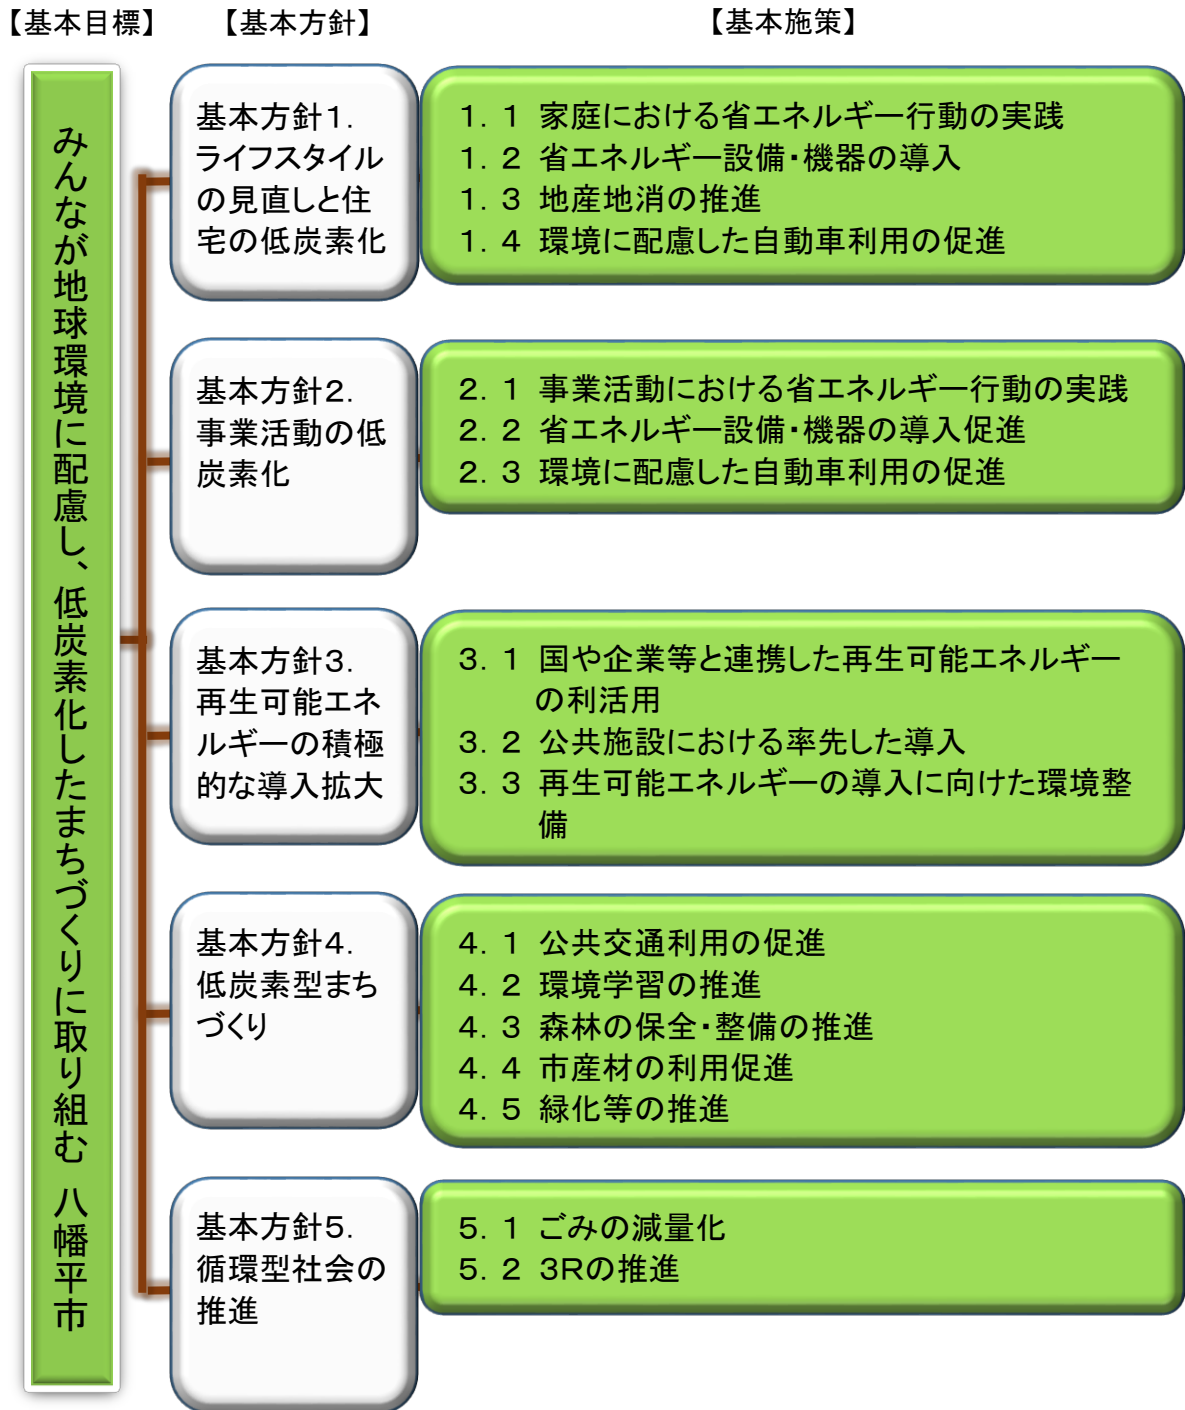 【基本目標】 【基本方針】 【基本施策】
みんなが地球環境に配慮し、低炭素化したまちづくりに取り組む 八幡平市
基本方針1.
ライフスタイル
の見直しと住
宅の低炭素化
1.1 家庭における省エネルギー行動の実践
1.2 省エネルギー設備・機器の導入
1.3 地産地消の推進
1.4 環境に配慮した自動車利用の促進
基本方針2.
事業活動の低
炭素化
2.1 事業活動における省エネルギー行動の実践
2.2 省エネルギー設備・機器の導入促進
2.3 環境に配慮した自動車利用の促進
基本方針3.
再生可能エネ
ルギーの積極
的な導入拡大
3.1 国や企業等と連携した再生可能エネルギー
の利活用
3.2 公共施設における率先した導入
3.3 再生可能エネルギーの導入に向けた環境整
備
基本方針4.
低炭素型まち
づくり
4.1 公共交通利用の促進
4.2 環境学習の推進
4.3 森林の保全・整備の推進
4.4 市産材の利用促進
4.5 緑化等の推進
基本方針5.
循環型社会の
推進
5.1 ごみの減量化
5.2 3Rの推進